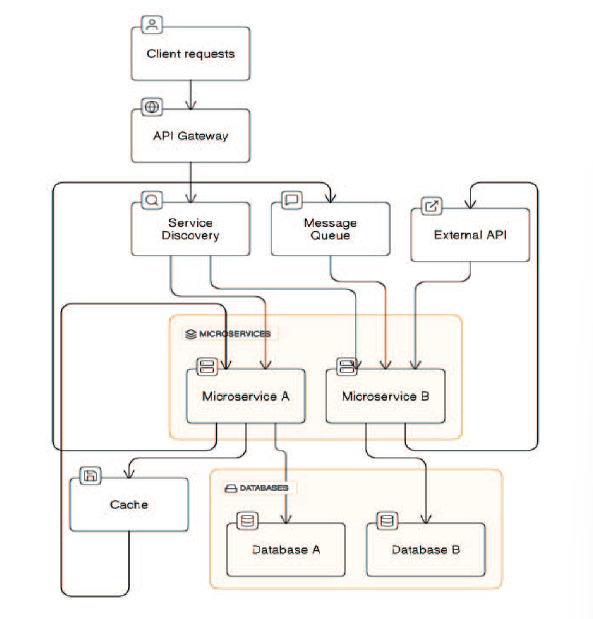 Client requests
API Gateway
Service
Discovery
Message
Queue
External API
MICROSERVICES
Microservice A
Microservice B
Cache
DATABASES
Database A
Database B